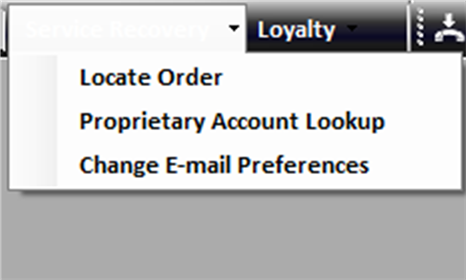 Service Recovery Loyalty
Locate Order
Proprietary Account Lookup
Change E-mail Preferences